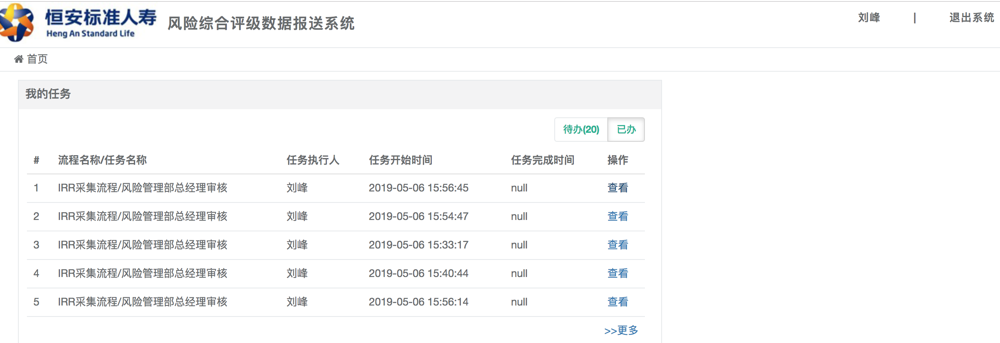 恒安标准人寿
Heng An Standard Life
风险综合评级数据报送系统
刘峰 | 退出系统
首页
我的任务
待办(20) 已办
# 流程名称/任务名称 任务执行人 任务开始时间 任务完成时间 操作
1 IRR采集流程/风险管理部总经理审核 刘峰 2019-05-06 15:56:45 null 查看
2 IRR采集流程/风险管理部总经理审核 刘峰 2019-05-06 15:54:47 null 查看
3 IRR采集流程/风险管理部总经理审核 刘峰 2019-05-06 15:33:17 null 查看
4 IRR采集流程/风险管理部总经理审核 刘峰 2019-05-06 15:40:44 null 查看
5 IRR采集流程/风险管理部总经理审核 刘峰 2019-05-06 15:56:14 null 查看
>>更多